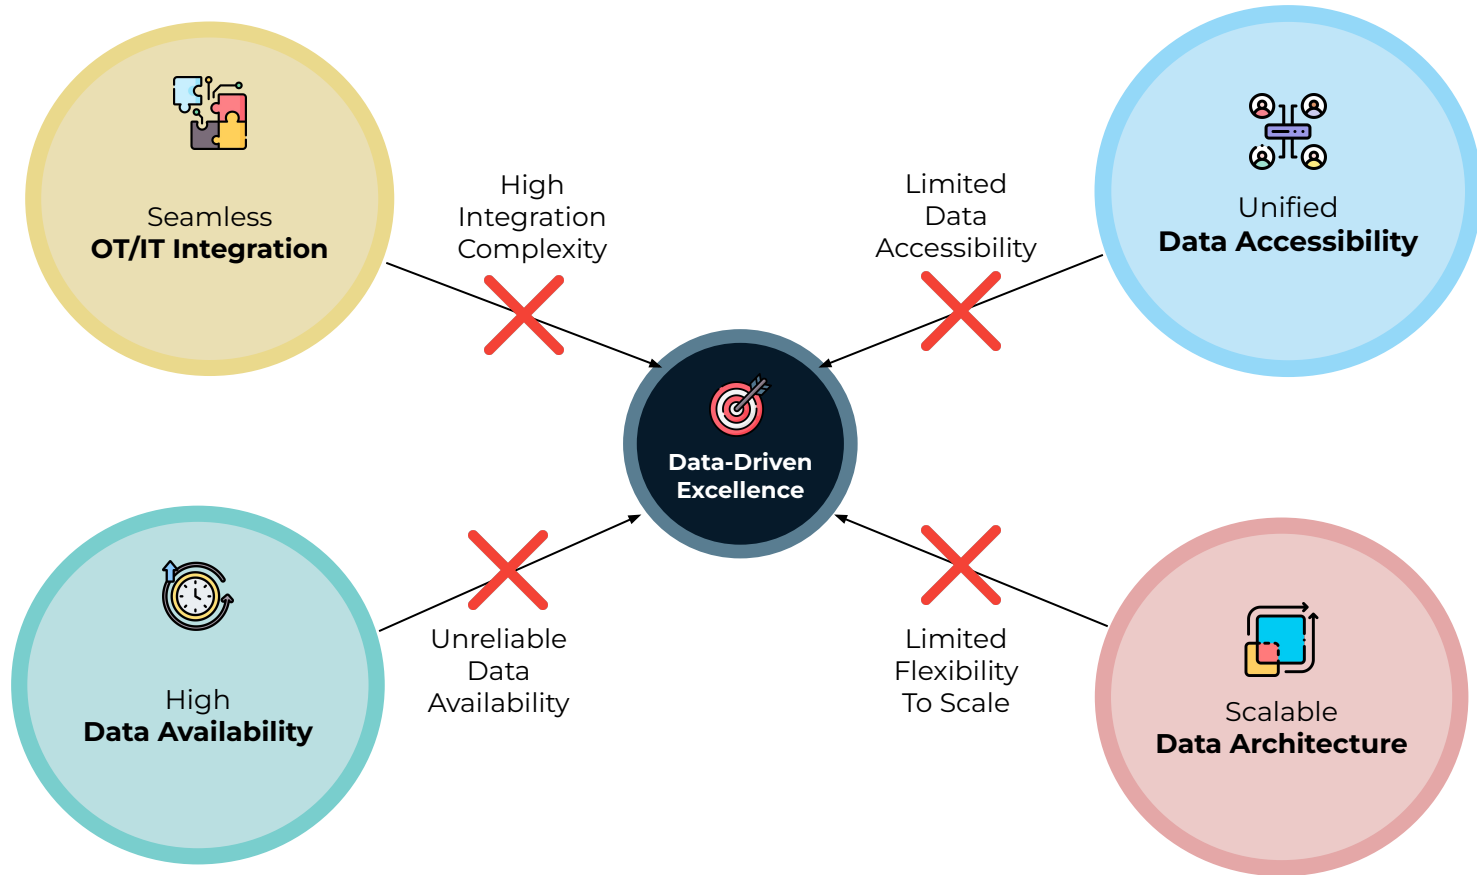 Seamless
OT/IT Integration
High
Integration
Complexity
Limited
Data
Accessibility
Unified
Data Accessibility
Data-Driven
Excellence
High
Data Availability
Unreliable
Data
Availability
Limited
Flexibility
To Scale
Scalable
Data Architecture